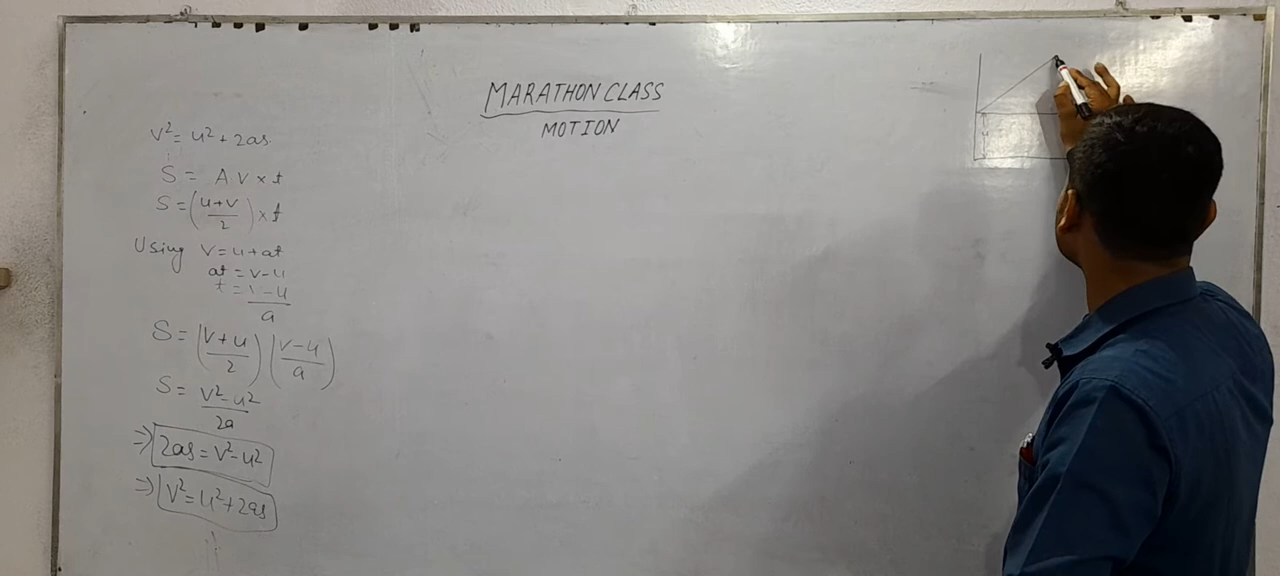 MARATHON CLASS
MOTION
V² = u² + 2as.
S = A V × t
S = (u+v/2) × t
Using v = u + at
at = v - u
t = v - u/a
S = (v+u/2) (v-u/a)
S = v² - u²/2a
⇒ 2as = v² - u²
⇒ v² = u² + 2as